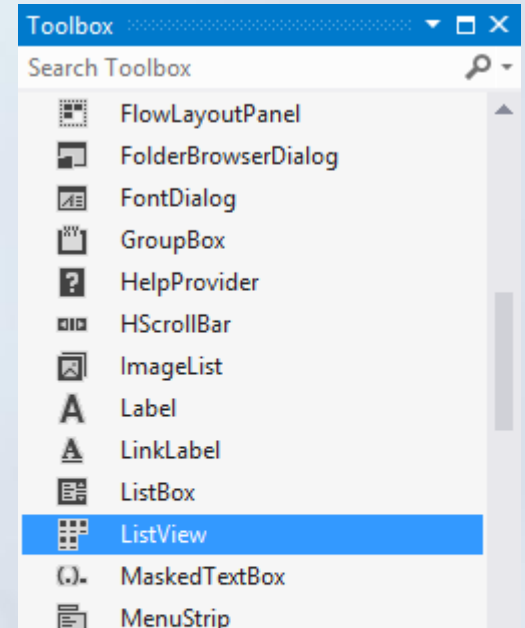 Toolbox
Search Toolbox
FlowLayoutPanel
FolderBrowserDialog
FontDialog
GroupBox
HelpProvider
HScrollBar
ImageList
Label
LinkLabel
ListBox
ListView
MaskedTextBox
MenuStrip